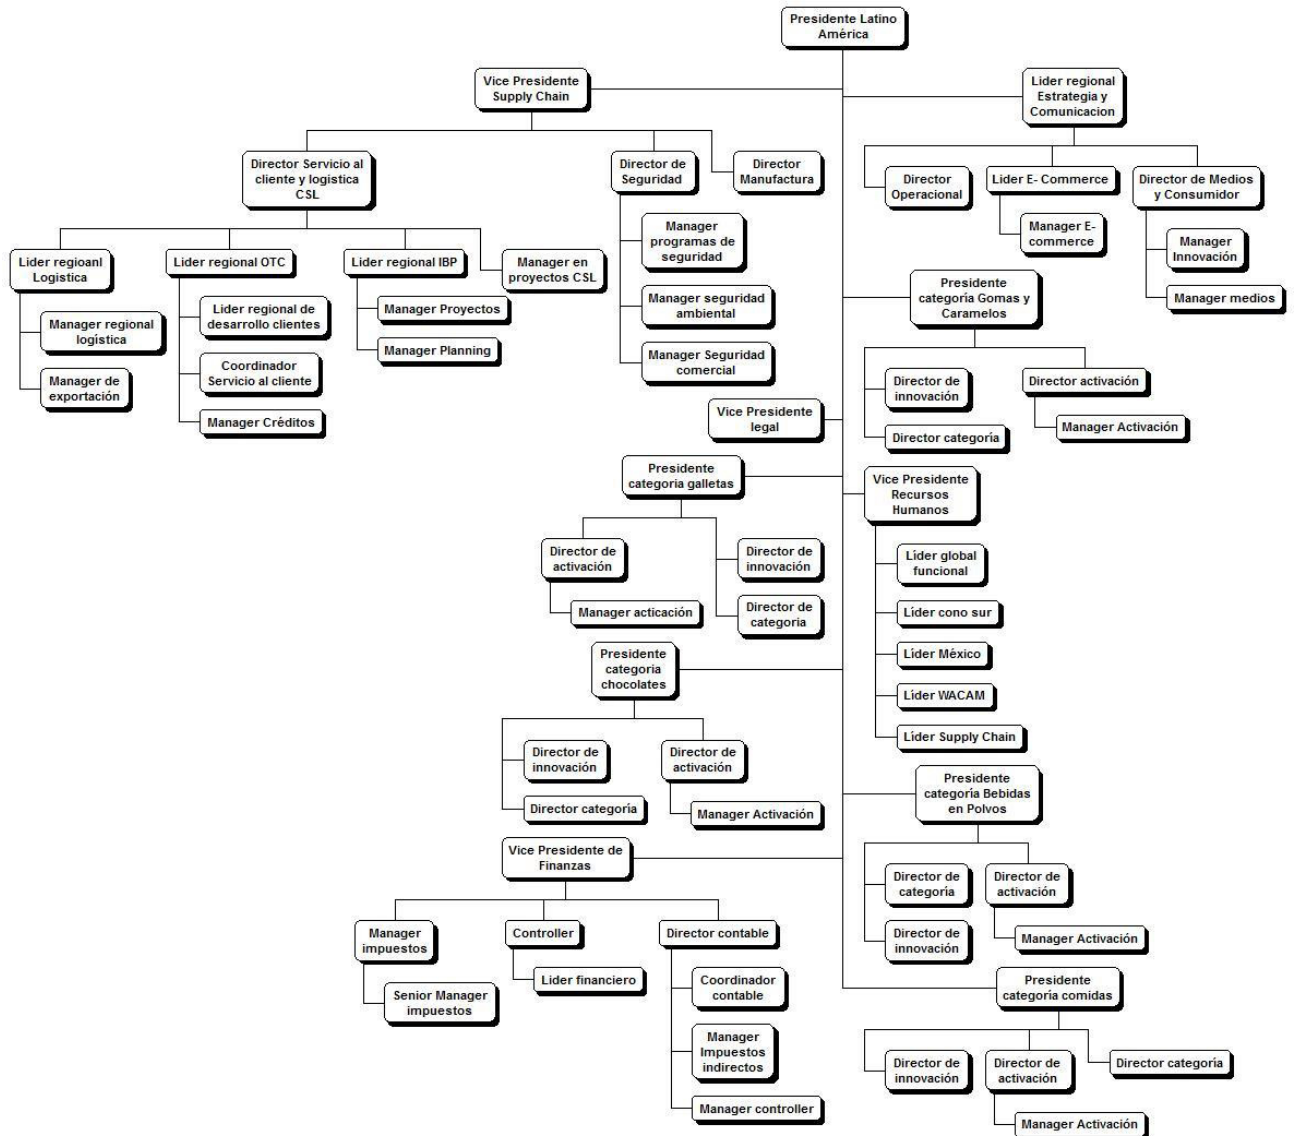 Presidente Latino
América
Vice Presidente
Supply Chain
Lider regional
Estrategia y
Comunicacion
Director Servicio al
cliente y logistica
CSL
Director de
Seguridad
Director
Manufactura
Director
Operacional
Lider E- Commerce
Director de Medios
y Consumidor
Manager
programas de
seguridad
Manager E-
commerce
Manager
Innovación
Lider regioanl
Logistica
Lider regional OTC
Lider regional IBP
Manager en
proyectos CSL
Manager seguridad
ambiental
Presidente
categoría Gomas y
Caramelos
Manager medios
Manager regional
logística
Lider regional de
desarrollo clientes
Manager Proyectos
Manager Planning
Manager Seguridad
comercial
Manager de
exportación
Coordinador
Servicio al cliente
Manager Créditos
Director de
innovación
Director activación
Director categoría
Manager Activación
Vice Presidente
legal
Presidente
categoria galletas
Vice Presidente
Recursos
Humanos
Director de
activación
Director de
innovación
Manager acticación
Director de
categoria
Líder global
funcional
Líder cono sur
Líder México
Líder WACAM
Líder Supply Chain
Presidente
categoria
chocolates
Director de
innovación
Director de
activación
Director categoría
Manager Activación
Presidente
categoría Bebidas
en Polvos
Director de
categoría
Director de
activación
Director de
innovación
Manager Activación
Vice Presidente de
Finanzas
Manager
impuestos
Controller
Director contable
Senior Manager
impuestos
Lider financiero
Coordinador
contable
Manager
Impuestos
indirectos
Manager controller
Presidente
categoría comidas
Director de
innovación
Director de
activación
Director categoría
Manager Activación